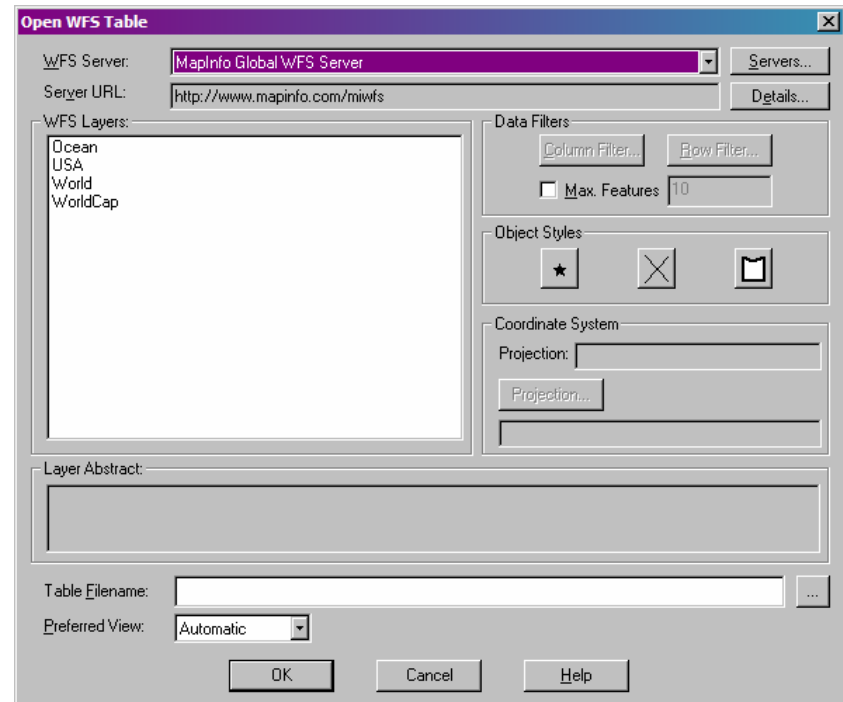 Open WFS Table
WFS Server: MapInfo Global WFS Server Servers...
Server URL: http://www.mapinfo.com/miwfs Details...
WFS Layers:
Ocean
USA
World
WorldCap
Data Filters
Column Filter... Row Filter...
Max. Features 10
Object Styles
Coordinate System
Projection:
Projection...
Layer Abstract:
Table Filename: ...
Preferred View: Automatic
OK Cancel Help